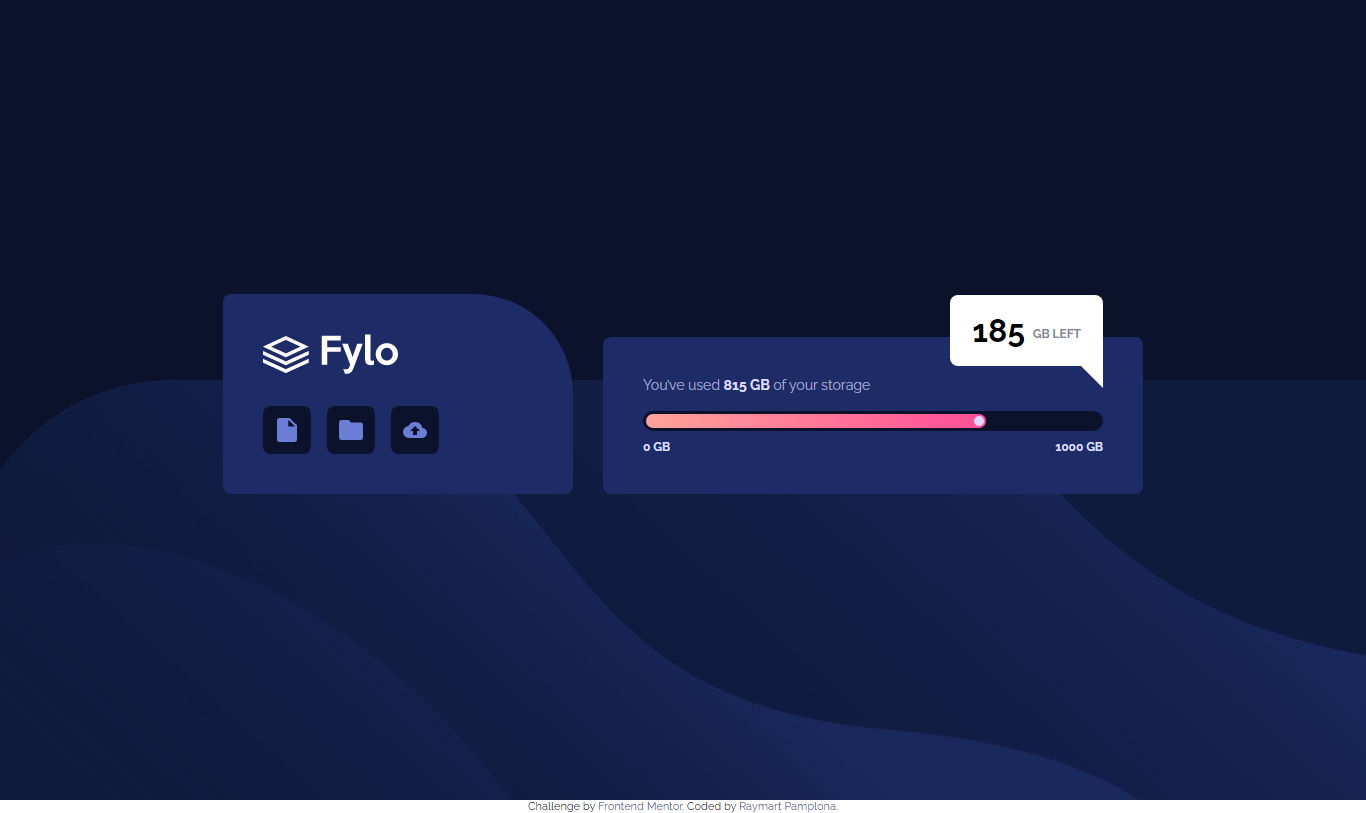 Fylo
185 GB LEFT
You've used 815 GB of your storage
0 GB 1000 GB
Challenge by Frontend Mentor. Coded by Raymart Pamplona.